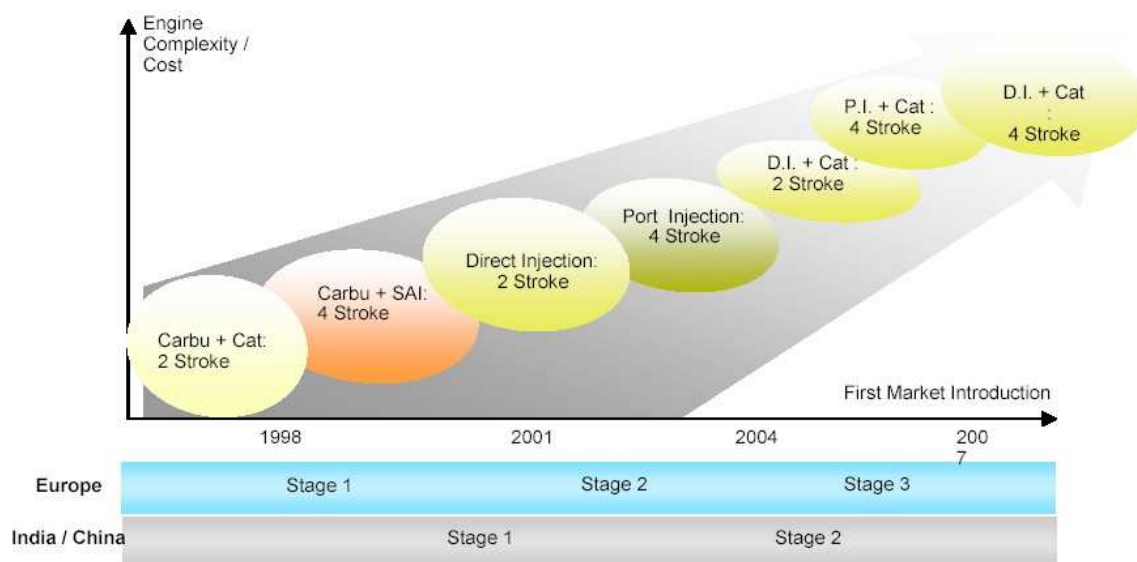 Engine
Complexity /
Cost
P.I. + Cat :
4 Stroke
D.I. + Cat
:
4 Stroke
D.I. + Cat :
2 Stroke
Port Injection:
4 Stroke
Direct Injection:
2 Stroke
Carbu + SAI:
4 Stroke
Carbu + Cat:
2 Stroke
First Market Introduction
1998 2001 2004 200
7
Europe Stage 1 Stage 2 Stage 3
India / China Stage 1 Stage 2